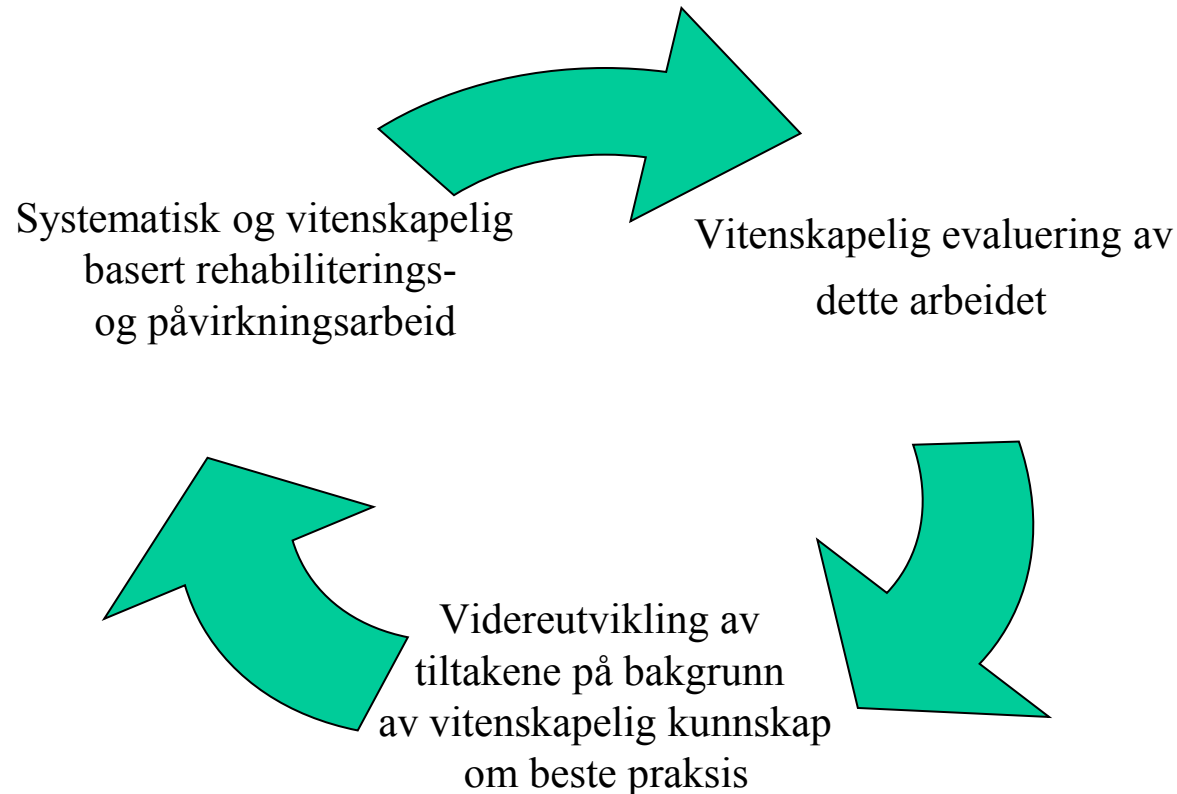 Systematisk og vitenskapelig
basert rehabiliterings-
og påvirkningsarbeid
Vitenskapelig evaluering av
dette arbeidet
Videreutvikling av
tiltakene på bakgrunn
av vitenskapelig kunnskap
om beste praksis